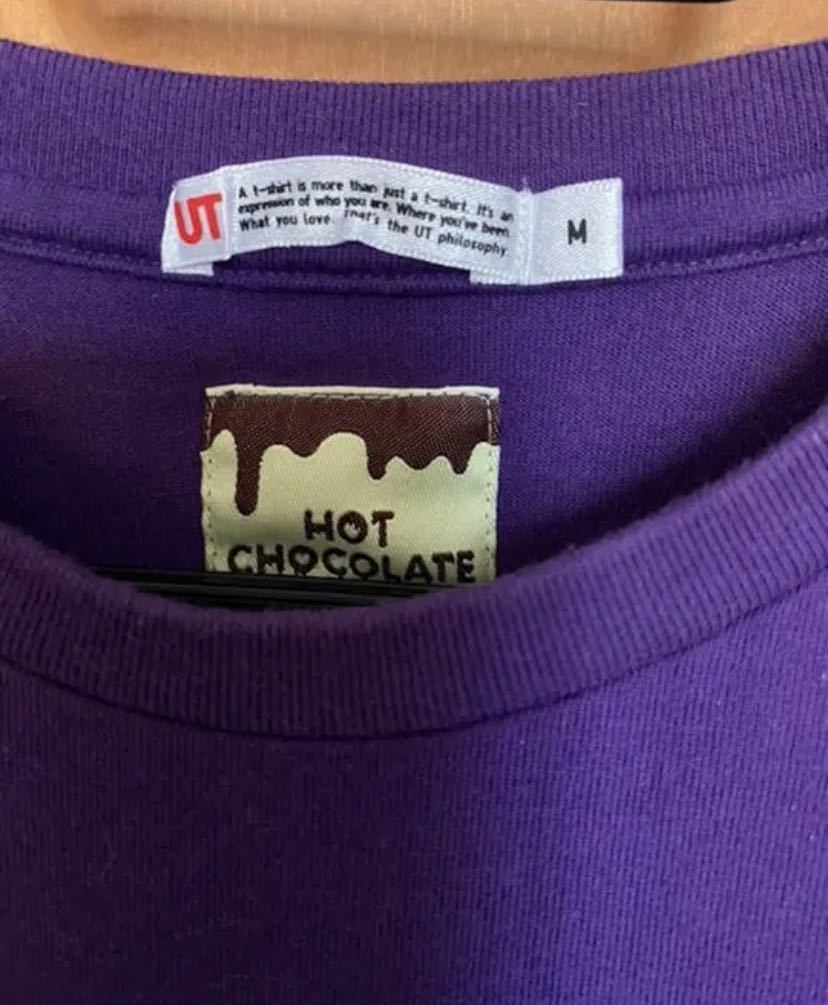 UT
A t-shirt is more than just a t-shirt. It's an
expression of who you are. Where you've been.
What you love. That's the UT philosophy
M
HOT
CHOCOLATE